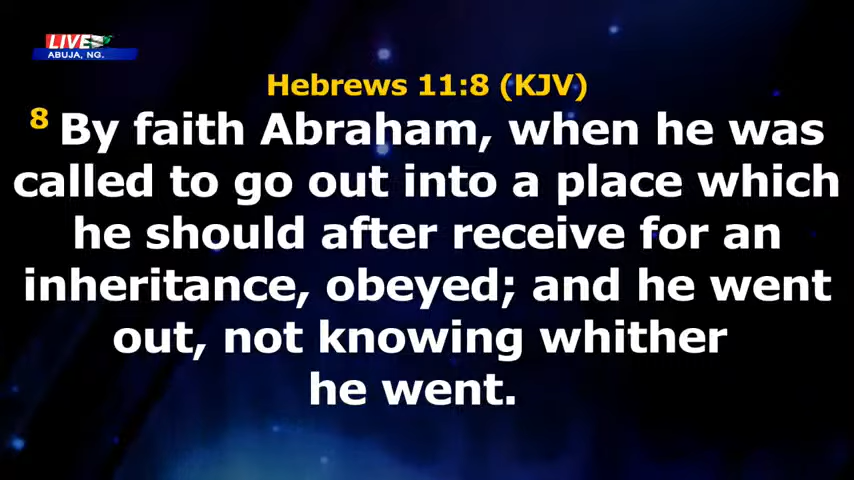 LIVE
ABUJA, NG.
Hebrews 11:8 (KJV)
8 By faith Abraham, when he was
called to go out into a place which
he should after receive for an
inheritance, obeyed; and he went
out, not knowing whither
he went.